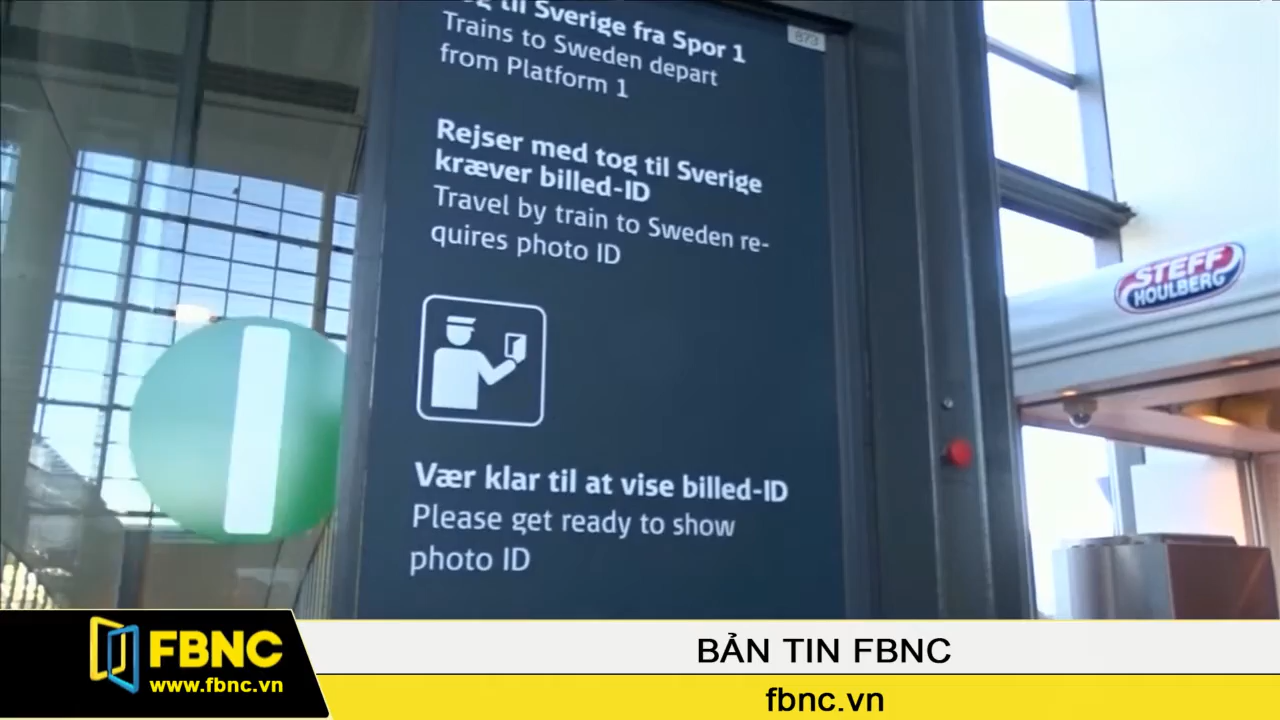 til Sverige fra Spor 1
Trains to Sweden depart
from Platform 1
873
Rejser med tog til Sverige
kræver billed-ID
Travel by train to Sweden re-
quires photo ID
Vær klar til at vise billed-ID
Please get ready to show
photo ID
STEFF
HOULBERG
FBNC
www.fbnc.vn
BẢN TIN FBNC
fbnc.vn